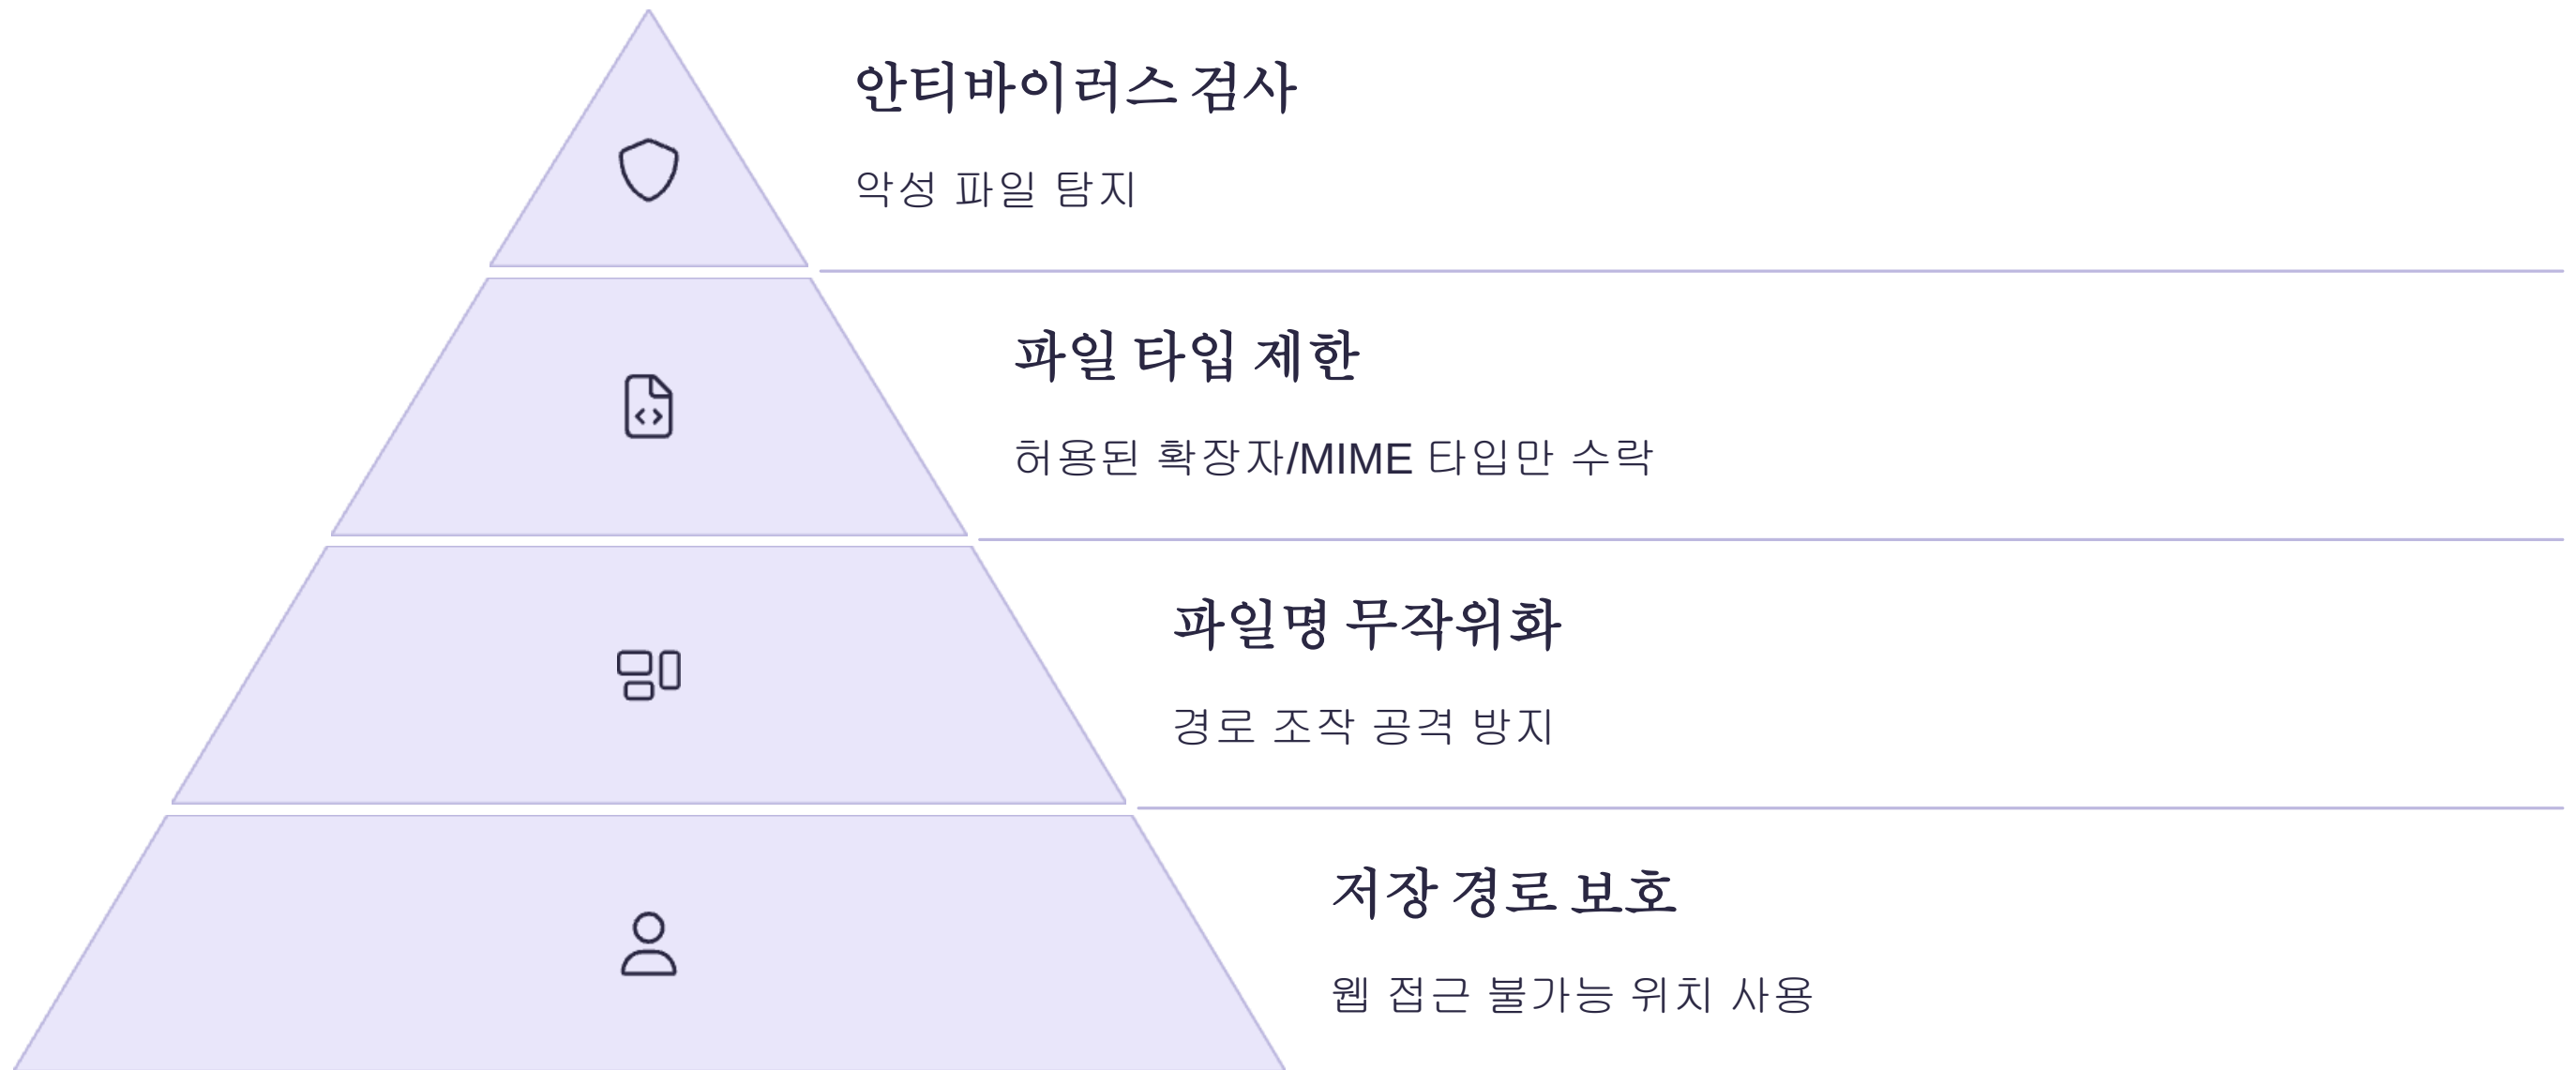 안티바이러스 검사
악성 파일 탐지
파일 타입 제한
허용된 확장자/MIME 타입만 수락
파일명 무작위화
경로 조작 공격 방지
저장 경로 보호
웹 접근 불가능 위치 사용